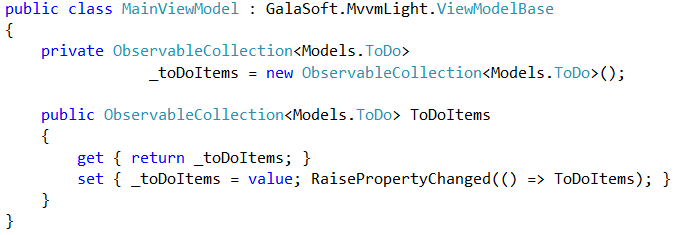 public class MainViewModel : GalaSoft.MvvmLight.ViewModelBase
{
    private ObservableCollection<Models.ToDo>
                _toDoItems = new ObservableCollection<Models.ToDo>();

    public ObservableCollection<Models.ToDo> ToDoItems
    {
        get { return _toDoItems; }
        set { _toDoItems = value; RaisePropertyChanged(() => ToDoItems); }
    }
}